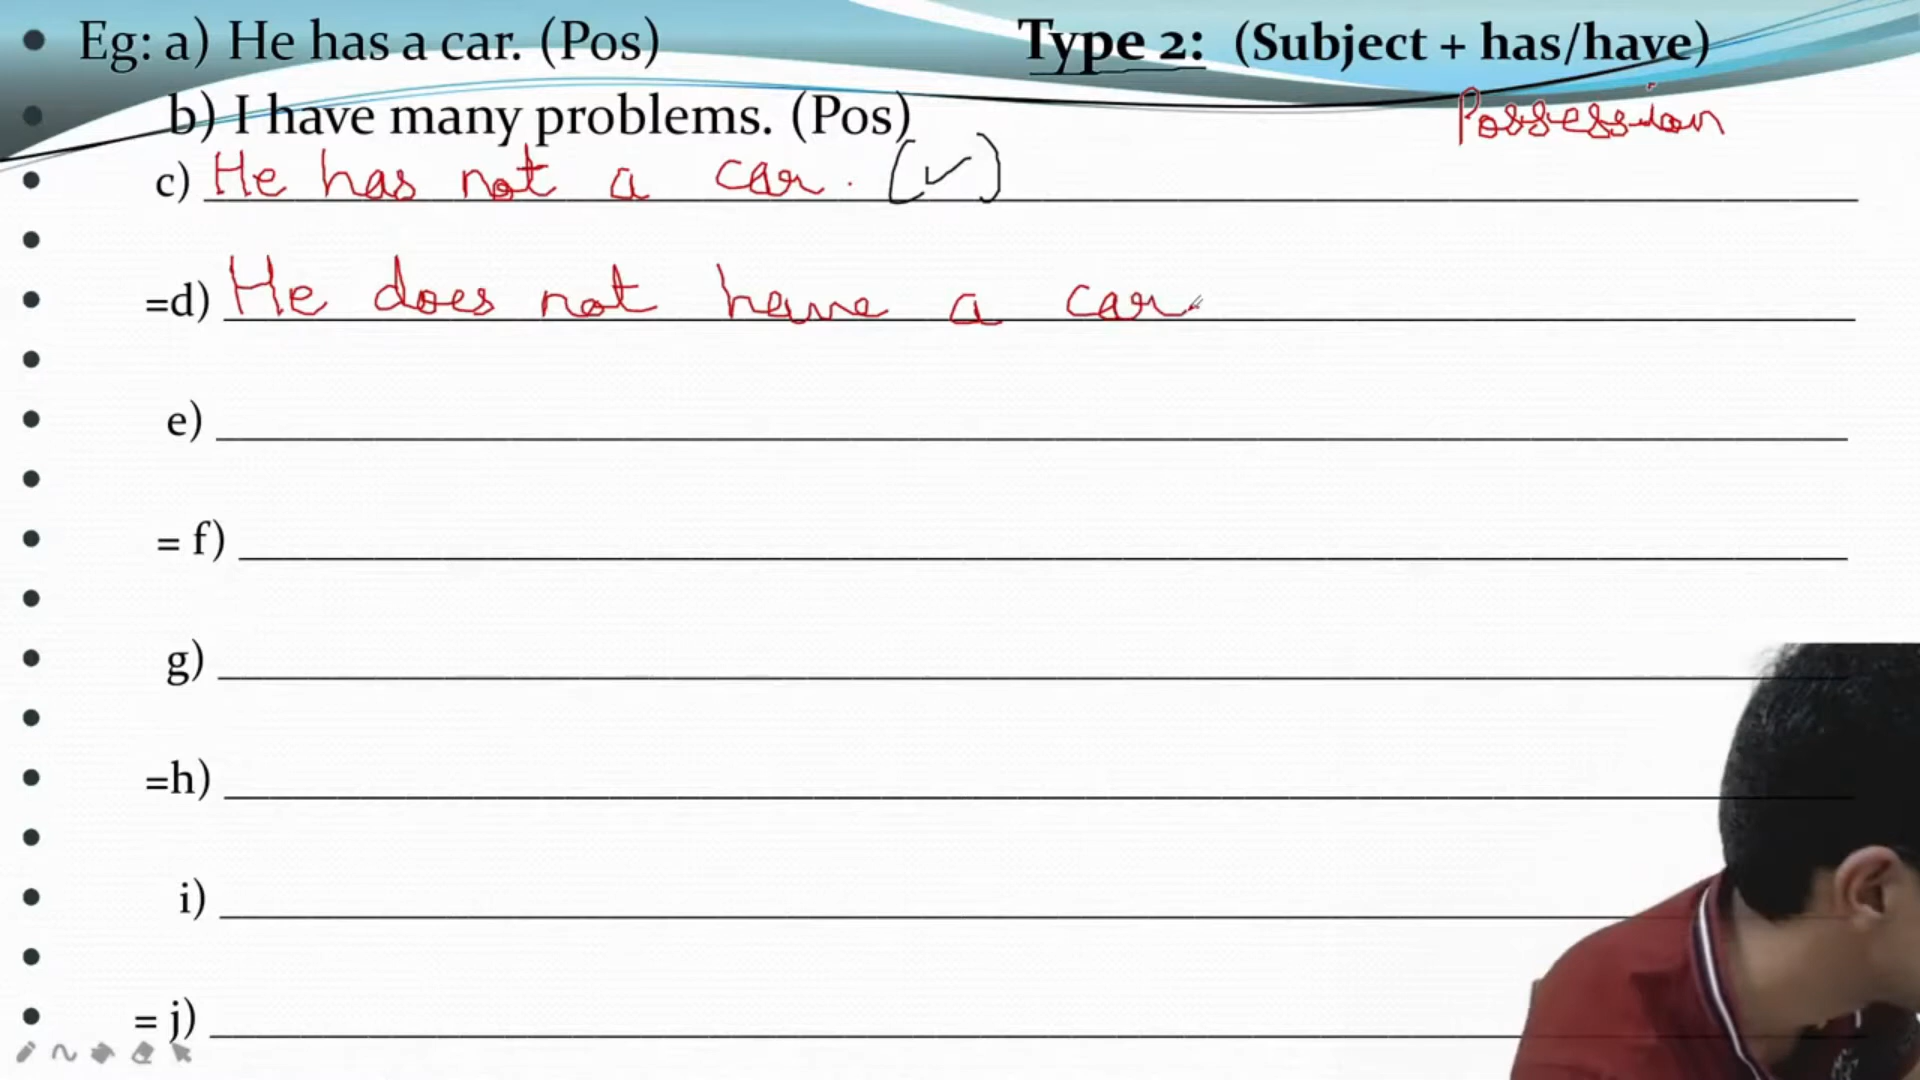 Eg: a) He has a car. (Pos)
Type 2: (Subject + has/have)
Possession
b) I have many problems. (Pos)
c) He has not a car. (✓)
=d) He does not have a car.
e)
= f)
g)
=h)
i)
= j)